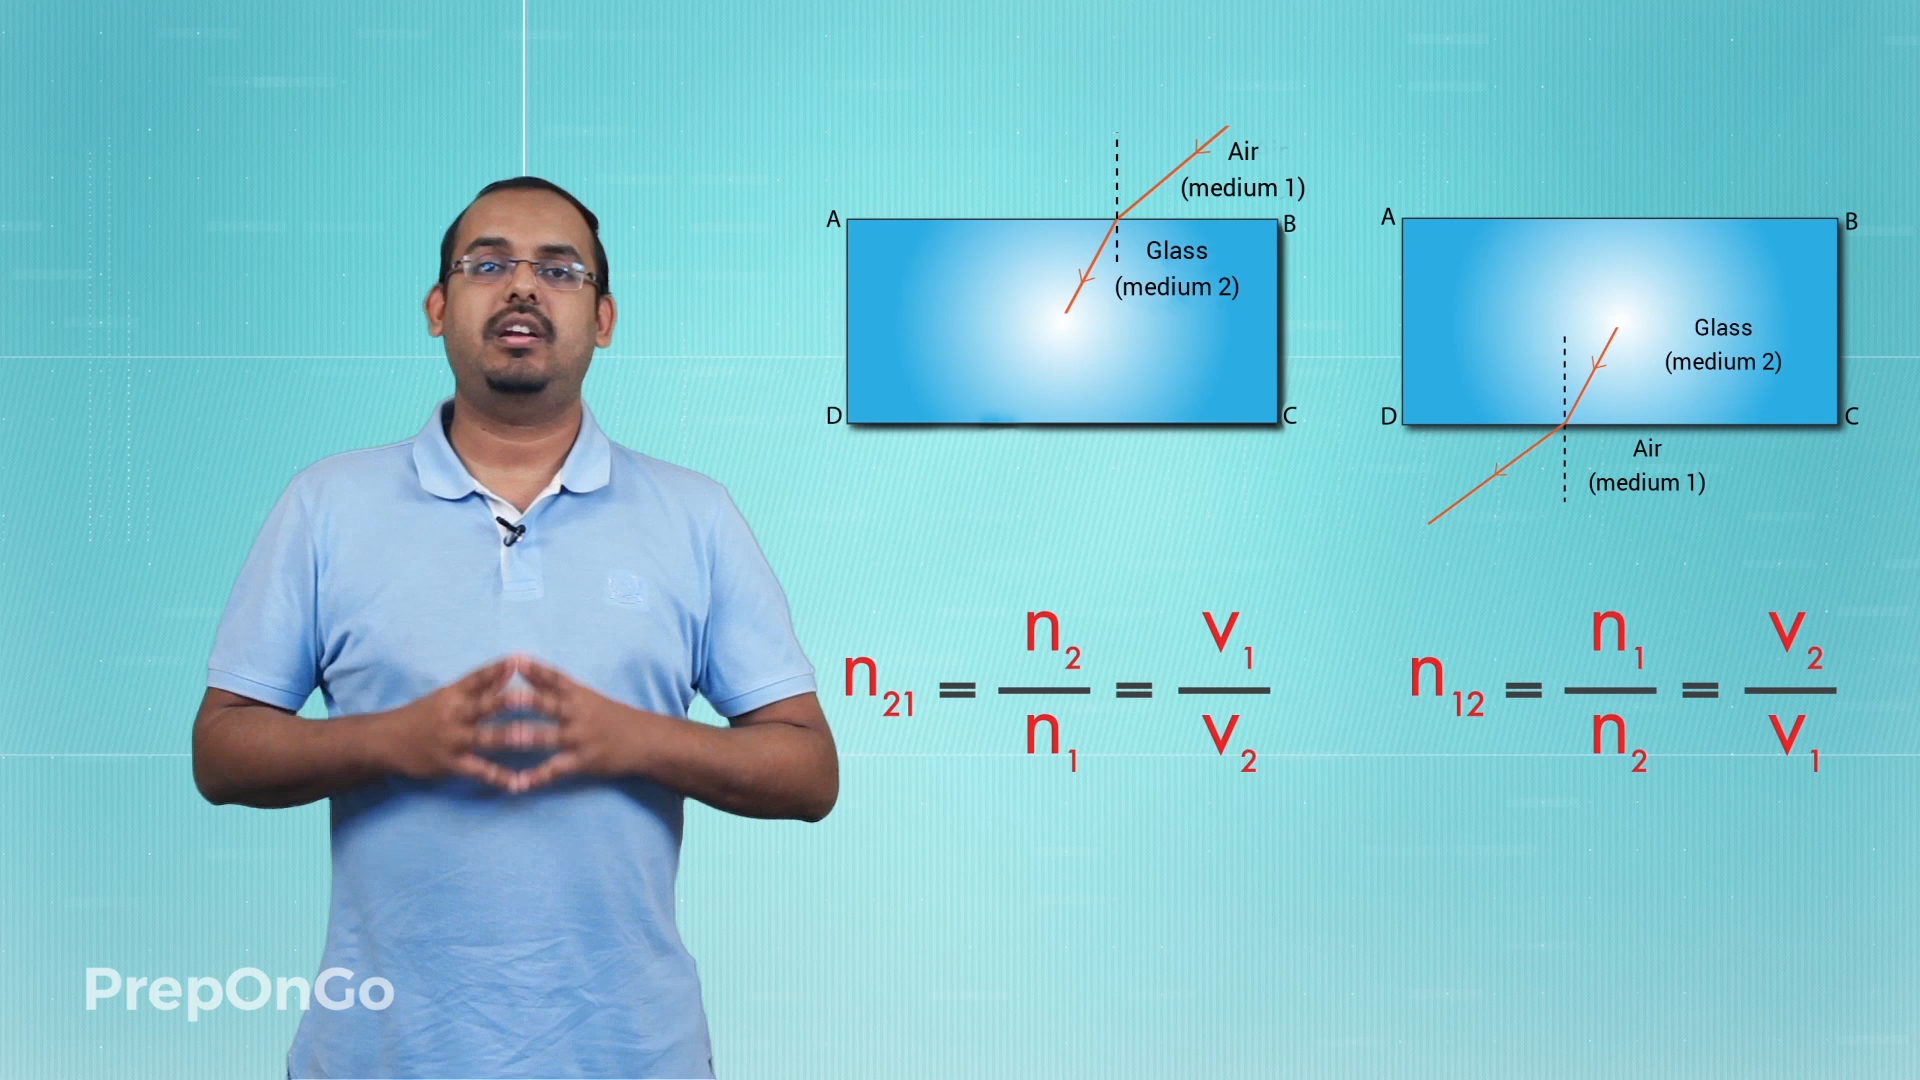 Air
(medium 1)
A
B
Glass
(medium 2)
D
C
A
B
Glass
(medium 2)
D
C
Air
(medium 1)
n21 = n2/n1 = v1/v2
n12 = n1/n2 = v2/v1
PrepOnGo